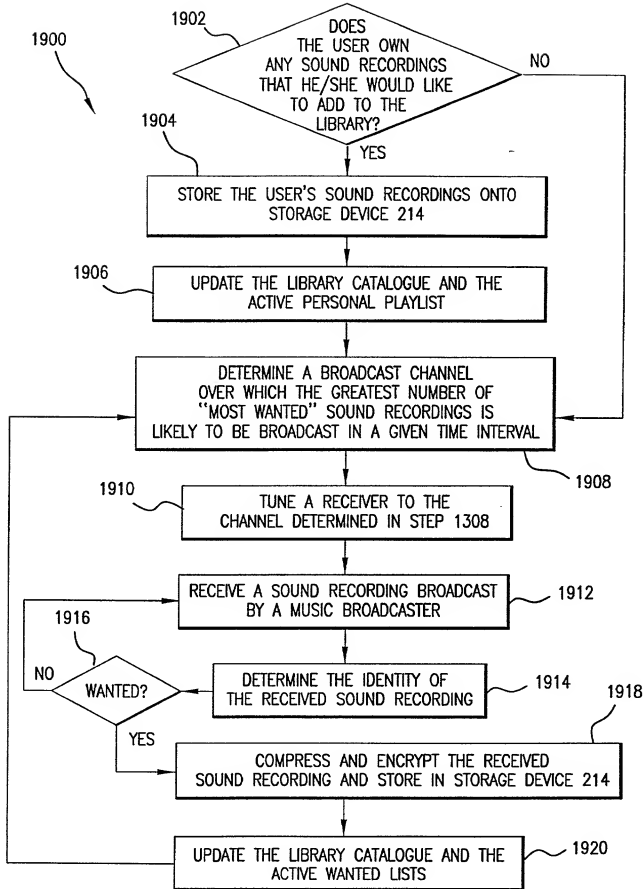 1900
1902
DOES
THE USER OWN
ANY SOUND RECORDINGS
THAT HE/SHE WOULD LIKE
TO ADD TO THE
LIBRARY?
NO
YES
1904
STORE THE USER'S SOUND RECORDINGS ONTO
STORAGE DEVICE 214
1906
UPDATE THE LIBRARY CATALOGUE AND THE
ACTIVE PERSONAL PLAYLIST
DETERMINE A BROADCAST CHANNEL
OVER WHICH THE GREATEST NUMBER OF
"MOST WANTED" SOUND RECORDINGS IS
LIKELY TO BE BROADCAST IN A GIVEN TIME INTERVAL
1908
1910
TUNE A RECEIVER TO THE
CHANNEL DETERMINED IN STEP 1308
RECEIVE A SOUND RECORDING BROADCAST
BY A MUSIC BROADCASTER
1912
DETERMINE THE IDENTITY OF
THE RECEIVED SOUND RECORDING
1914
1916
WANTED?
NO
YES
1918
COMPRESS AND ENCRYPT THE RECEIVED
SOUND RECORDING AND STORE IN STORAGE DEVICE 214
UPDATE THE LIBRARY CATALOGUE AND THE
ACTIVE WANTED LISTS
1920